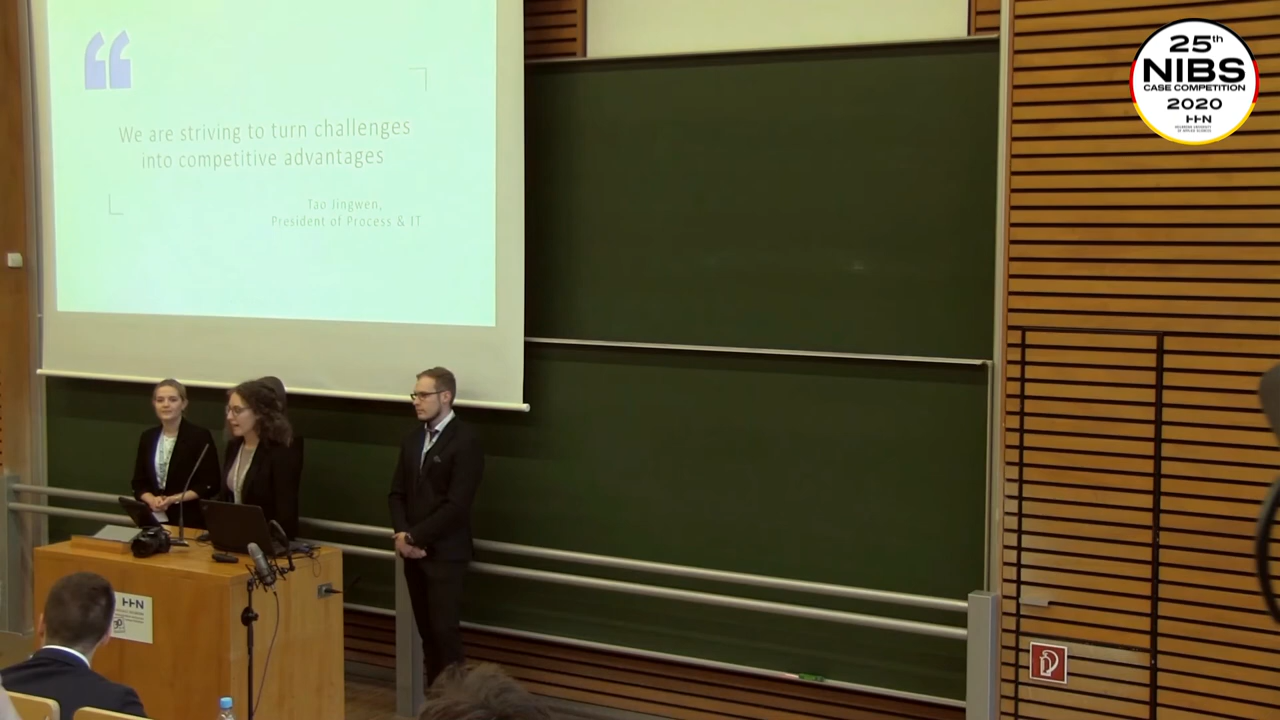 “
We are striving to turn challenges
into competitive advantages
Tao Jingwen,
President of Process & IT
25th
NIBS
CASE COMPETITION
2020
HHN
HHN